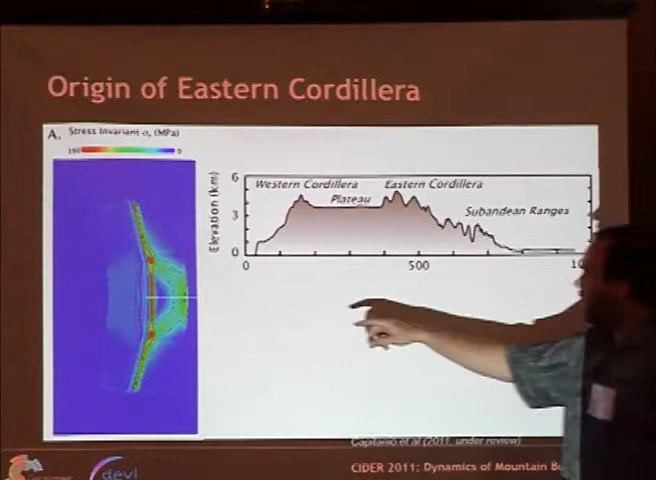 Origin of Eastern Cordillera
A. Stress Invariant σ, (MPa)
0
Elevation (km)
6
3
0
Western Cordillera
Plateau
Eastern Cordillera
Subandean Ranges
0
500
Capitanio et al (2011, under review)
CIDER 2011: Dynamics of Mountain